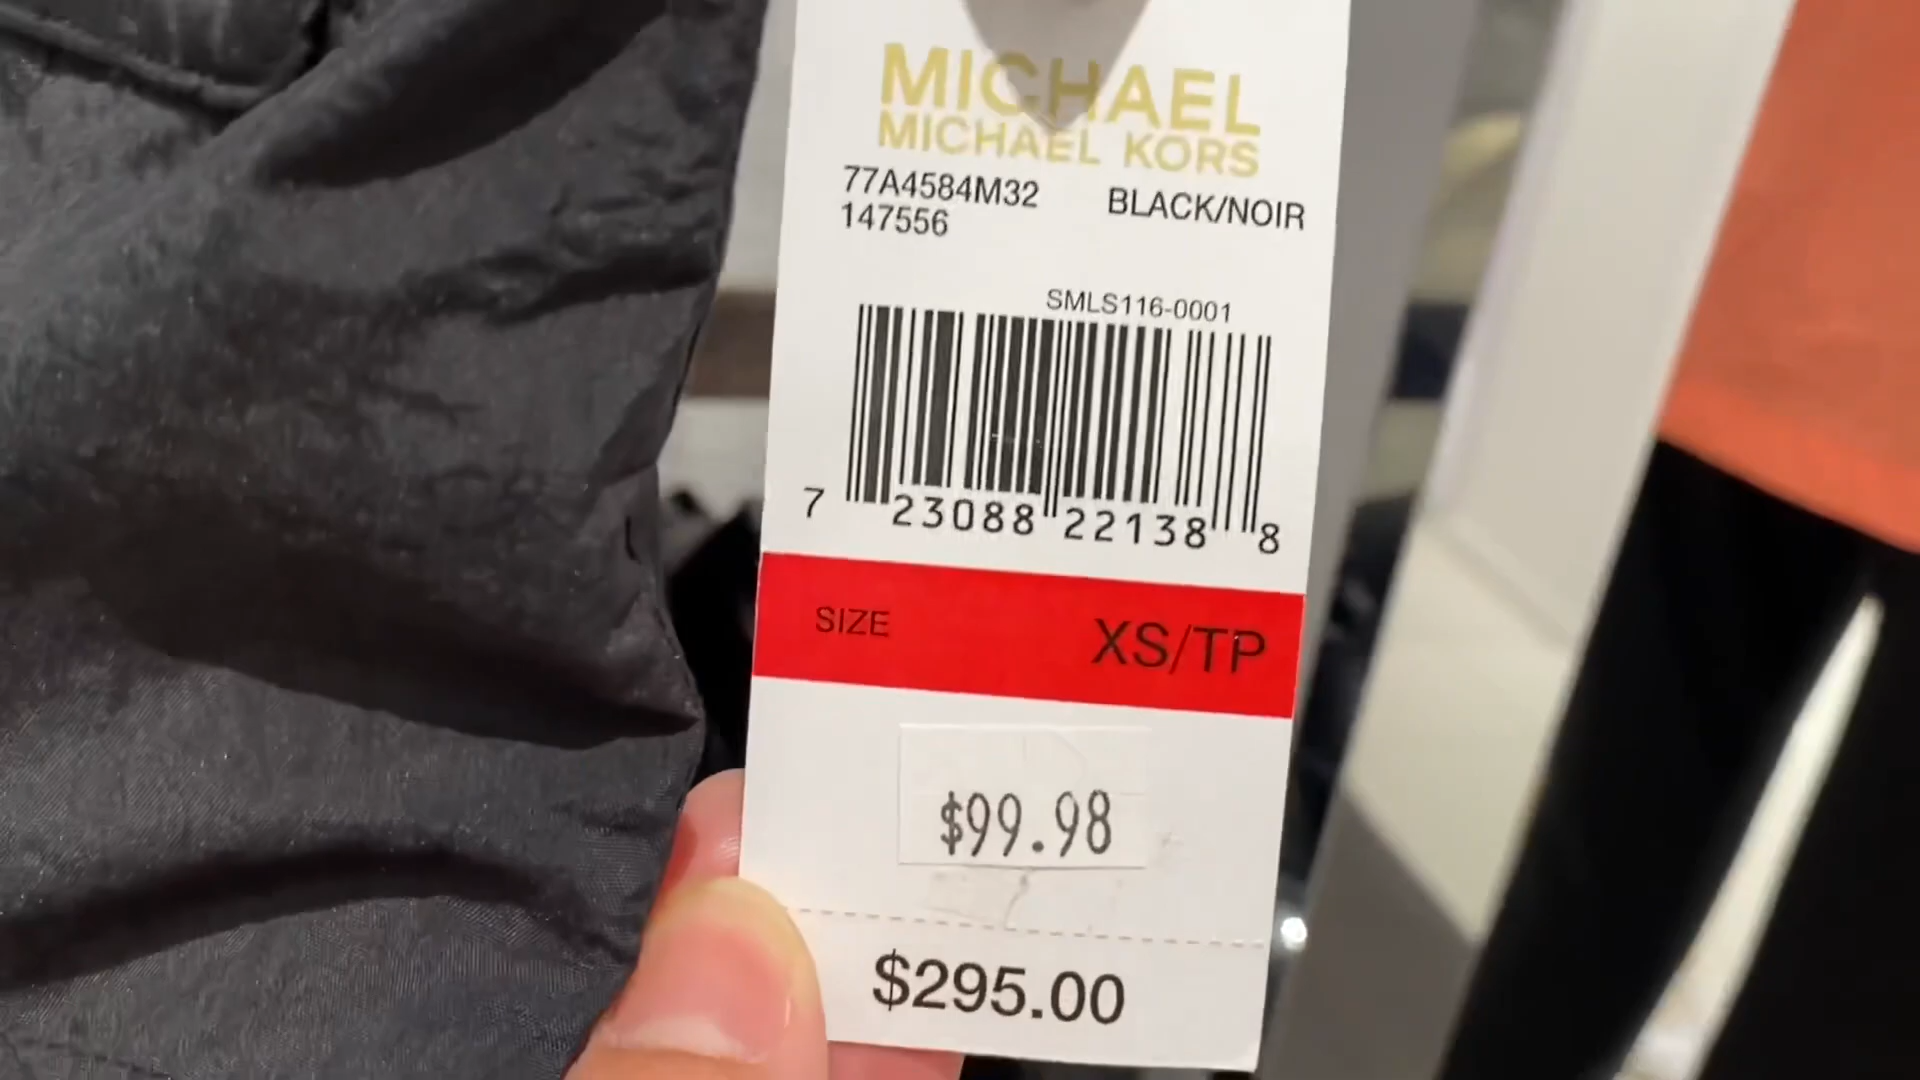 MICHAEL
MICHAEL KORS
77A4584M32 BLACK/NOIR
147556
SMLS116-0001
7 23088 22138 8
SIZE XS/TP
$99.98
$295.00